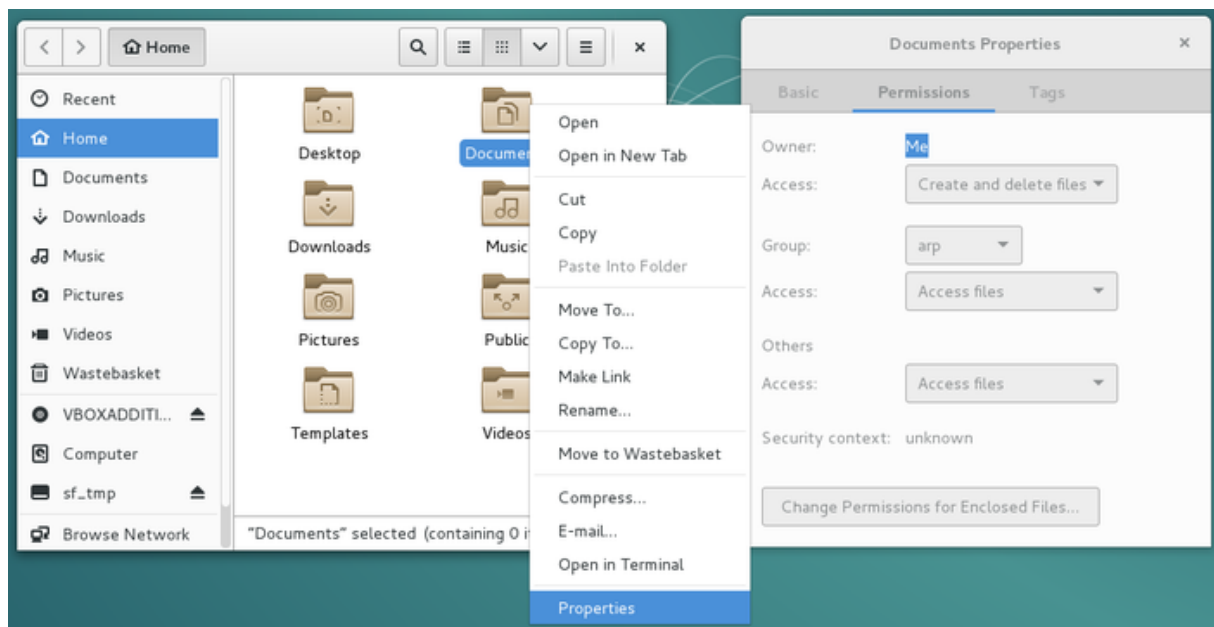 Home
Recent
Home
Documents
Downloads
Music
Pictures
Videos
Wastebasket
VBOXADDITI...
Computer
sf_tmp
Browse Network
Desktop
Documen
Downloads
Music
Pictures
Public
Templates
Videos
"Documents" selected (containing 0 i
Open
Open in New Tab
Cut
Copy
Paste Into Folder
Move To...
Copy To...
Make Link
Rename...
Move to Wastebasket
Compress...
E-mail...
Open in Terminal
Properties
Documents Properties
Basic Permissions Tags
Owner: Me
Access: Create and delete files
Group: arp
Access: Access files
Others
Access: Access files
Security context: unknown
Change Permissions for Enclosed Files...